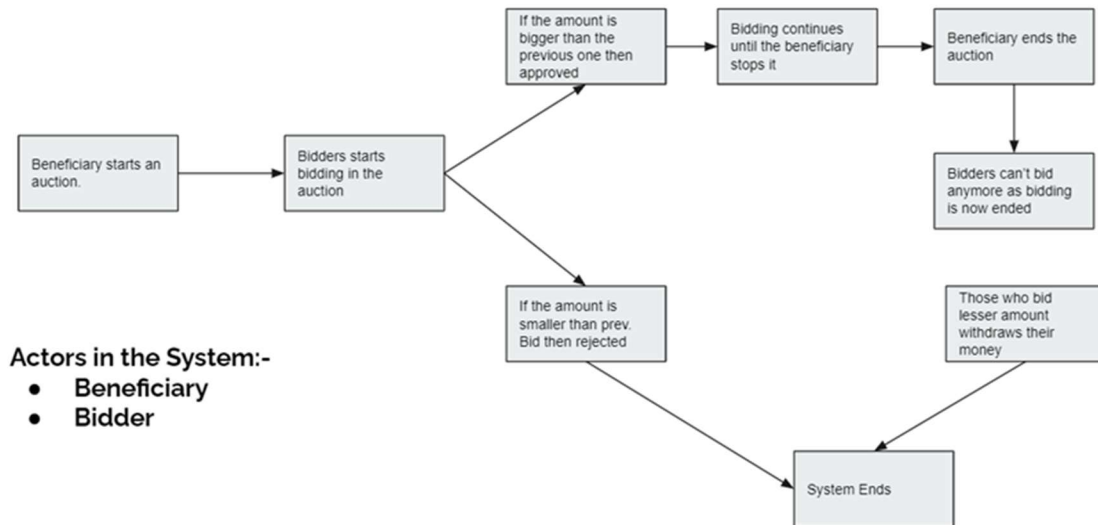 Beneficiary starts an
auction.
Bidders starts
bidding in the
auction
If the amount is
bigger than the
previous one then
approved
Bidding continues
until the beneficiary
stops it
Beneficiary ends the
auction
Bidders can't bid
anymore as bidding
is now ended
If the amount is
smaller than prev.
Bid then rejected
Those who bid
lesser amount
withdraws their
money
System Ends
Actors in the System:-
● Beneficiary
● Bidder